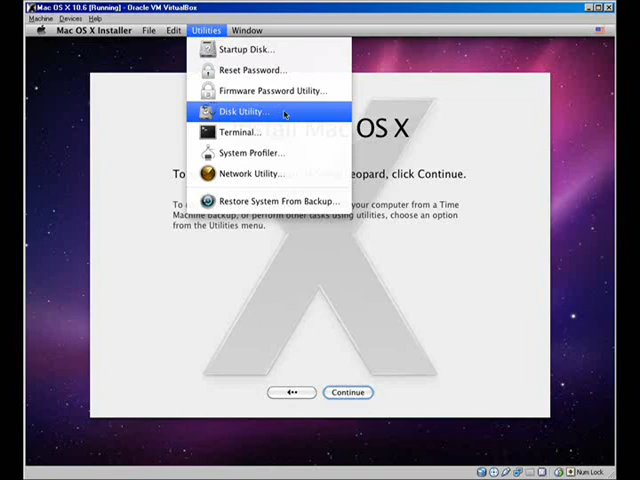 Mac OS X 10.6 [Running] - Oracle VM VirtualBox
Machine Devices Help
Mac OS X Installer File Edit Utilities Window
Startup Disk...
Reset Password...
Firmware Password Utility...
Disk Utility...
Terminal...
System Profiler...
Network Utility...
Restore System From Backup...
Mac OS X
To eopard, click Continue.
To your computer from a Time
Machine backup, or perform other tasks using utilities, choose an option
from the Utilities menu.
Continue
Num Lock